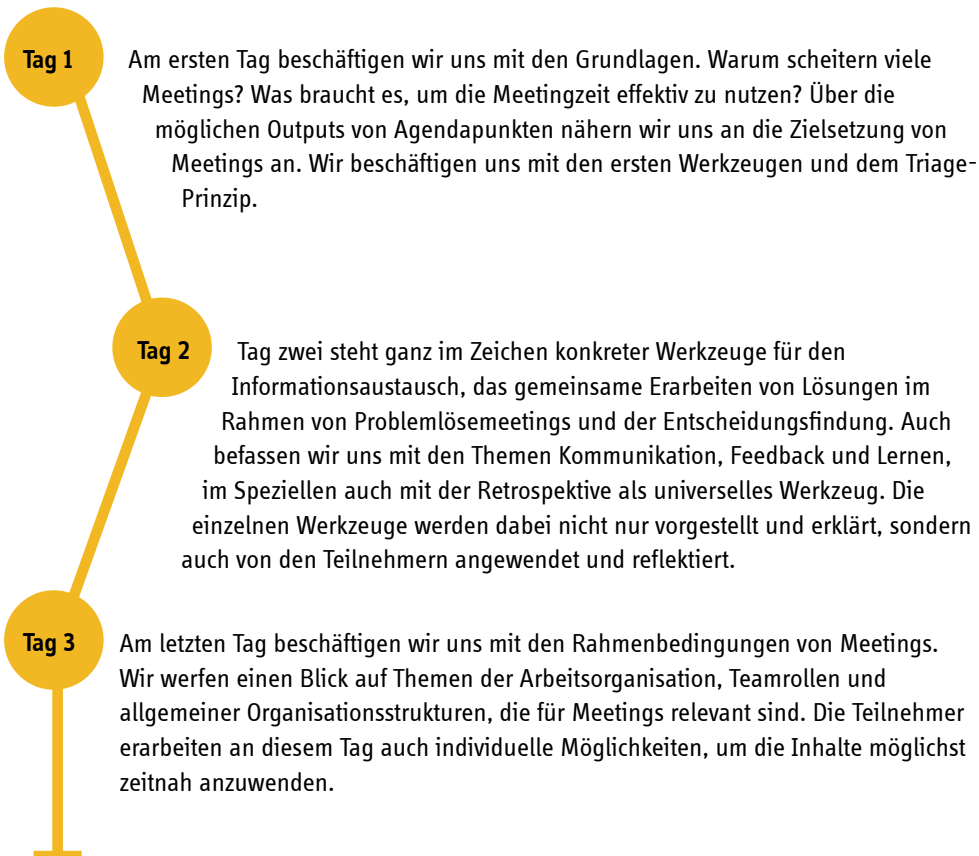 Tag 1
Am ersten Tag beschäftigen wir uns mit den Grundlagen. Warum scheitern viele
Meetings? Was braucht es, um die Meetingzeit effektiv zu nutzen? Über die
möglichen Outputs von Agendapunkten nähern wir uns an die Zielsetzung von
Meetings an. Wir beschäftigen uns mit den ersten Werkzeugen und dem Triage-
Prinzip.
Tag 2
Tag zwei steht ganz im Zeichen konkreter Werkzeuge für den
Informationsaustausch, das gemeinsame Erarbeiten von Lösungen im
Rahmen von Problemlösemeetings und der Entscheidungsfindung. Auch
befassen wir uns mit den Themen Kommunikation, Feedback und Lernen,
im Speziellen auch mit der Retrospektive als universelles Werkzeug. Die
einzelnen Werkzeuge werden dabei nicht nur vorgestellt und erklärt, sondern
auch von den Teilnehmern angewendet und reflektiert.
Tag 3
Am letzten Tag beschäftigen wir uns mit den Rahmenbedingungen von Meetings.
Wir werfen einen Blick auf Themen der Arbeitsorganisation, Teamrollen und
allgemeiner Organisationsstrukturen, die für Meetings relevant sind. Die Teilnehmer
erarbeiten an diesem Tag auch individuelle Möglichkeiten, um die Inhalte möglichst
zeitnah anzuwenden.